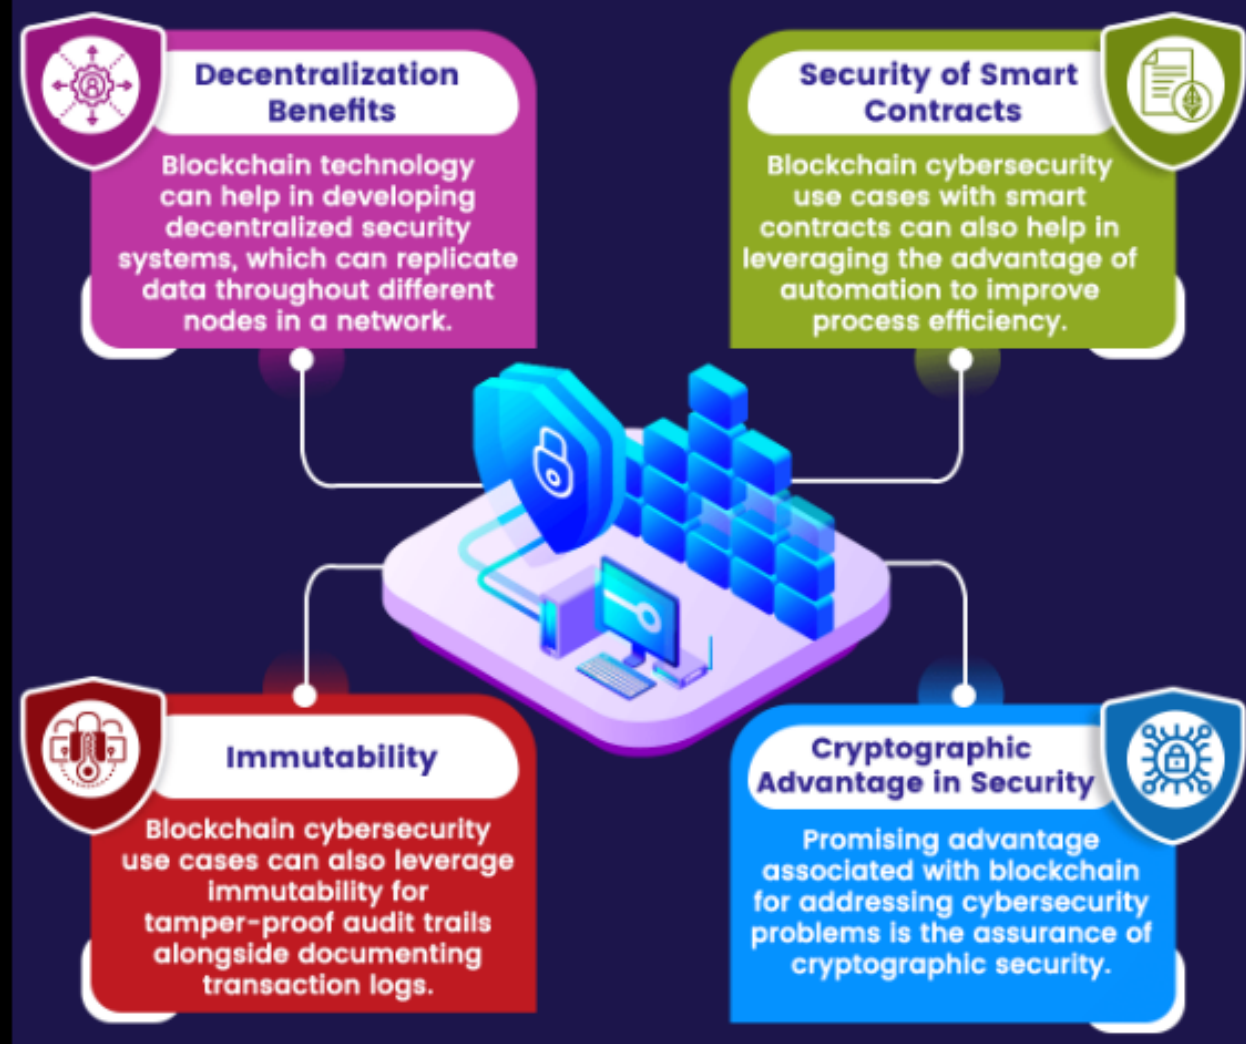 Decentralization
Benefits
Blockchain technology
can help in developing
decentralized security
systems, which can replicate
data throughout different
nodes in a network.
Security of Smart
Contracts
Blockchain cybersecurity
use cases with smart
contracts can also help in
leveraging the advantage of
automation to improve
process efficiency.
Immutability
Blockchain cybersecurity
use cases can also leverage
immutability for
tamper-proof audit trails
alongside documenting
transaction logs.
Cryptographic
Advantage in Security
Promising advantage
associated with blockchain
for addressing cybersecurity
problems is the assurance of
cryptographic security.